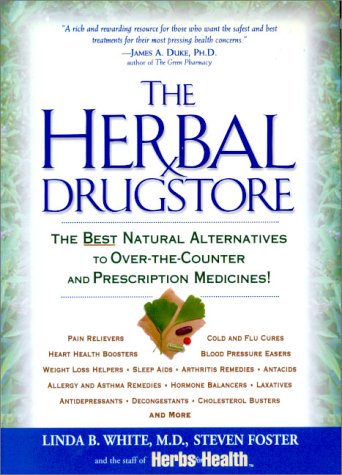 "A rich and rewarding resource for those who want the safest and best
treatments for their most pressing health concerns."
—JAMES A. DUKE, PH.D.
author of The Green Pharmacy
THE
HERBAL
DRUGSTORE
THE BEST NATURAL ALTERNATIVES
TO OVER-THE-COUNTER
AND PRESCRIPTION MEDICINES!
PAIN RELIEVERS COLD AND FLU CURES
HEART HEALTH BOOSTERS BLOOD PRESSURE EASERS
WEIGHT LOSS HELPERS • SLEEP AIDS • ARTHRITIS REMEDIES • ANTACIDS
ALLERGY AND ASTHMA REMEDIES • HORMONE BALANCERS • LAXATIVES
ANTIDEPRESSANTS • DECONGESTANTS • CHOLESTEROL BUSTERS
AND MORE
LINDA B. WHITE, M.D., STEVEN FOSTER
and the staff of Herbs for Health™